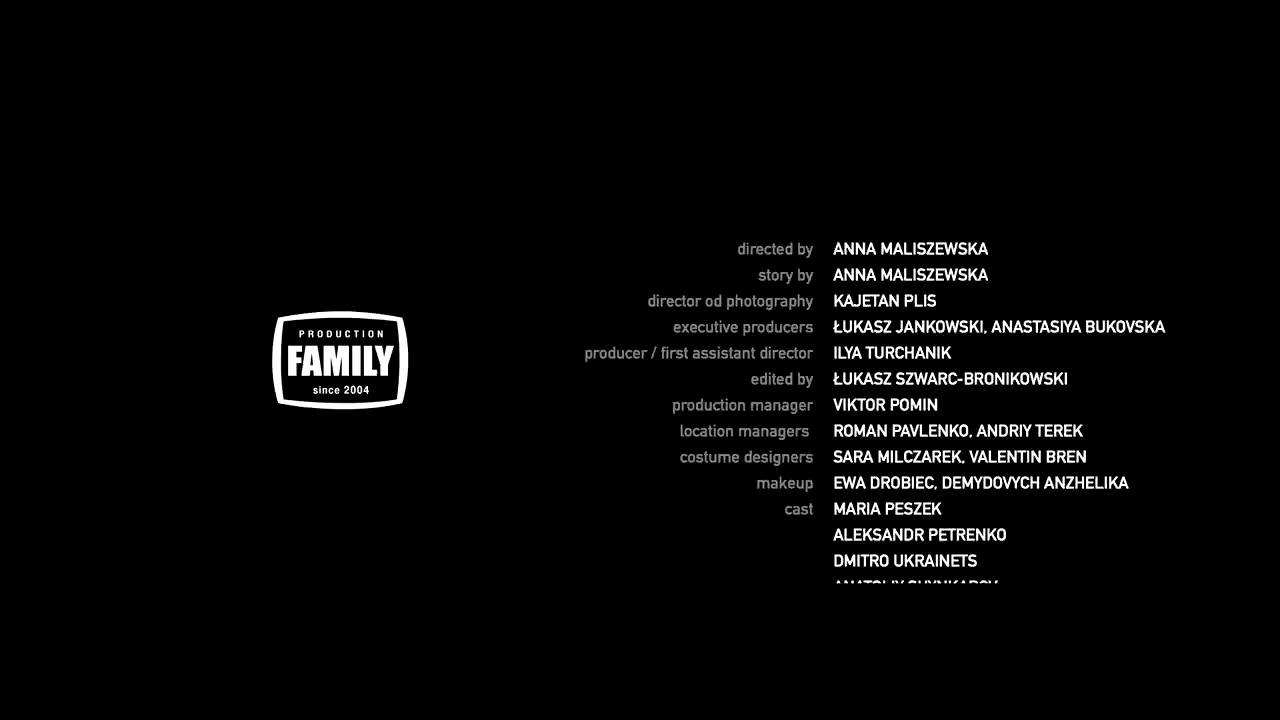 PRODUCTION
FAMILY
since 2004
directed by ANNA MALISZEWSKA
story by ANNA MALISZEWSKA
director od photography KAJETAN PLIS
executive producers ŁUKASZ JANKOWSKI, ANASTASIYA BUKOVSKA
producer / first assistant director ILYA TURCHANIK
edited by ŁUKASZ SZWARC-BRONIKOWSKI
production manager VIKTOR POMIN
location managers ROMAN PAVLENKO, ANDRIY TEREK
costume designers SARA MILCZAREK, VALENTIN BREN
makeup EWA DROBIEC, DEMYDOVYCH ANZHELIKA
cast MARIA PESZEK
ALEKSANDR PETRENKO
DMITRO UKRAINETS